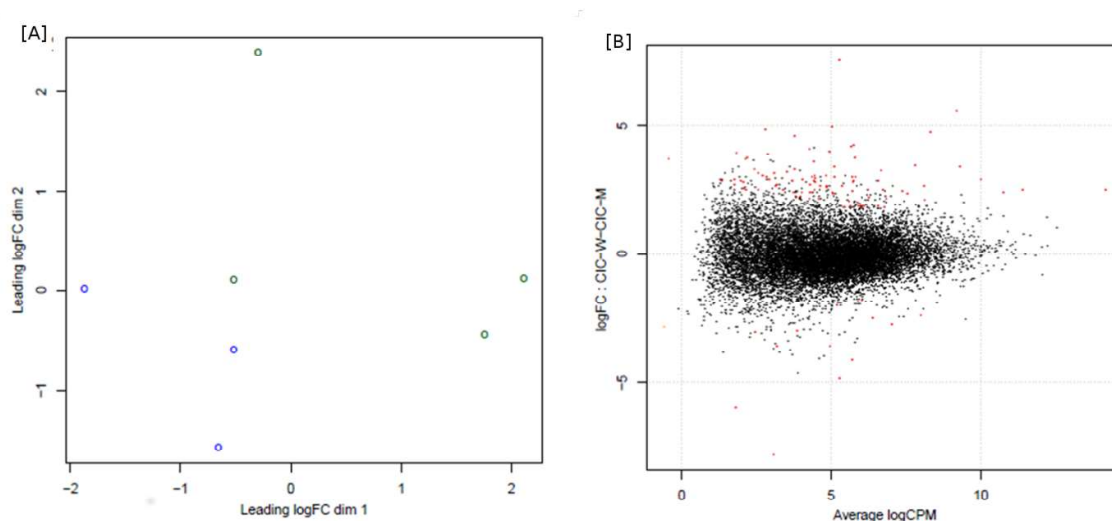 [A]
2
1
0
−1
Leading logFC dim 2
−2
−1
0
1
2
Leading logFC dim 1
[B]
5
0
−5
logFC : CIC−W−CIC−M
0
5
10
Average logCPM